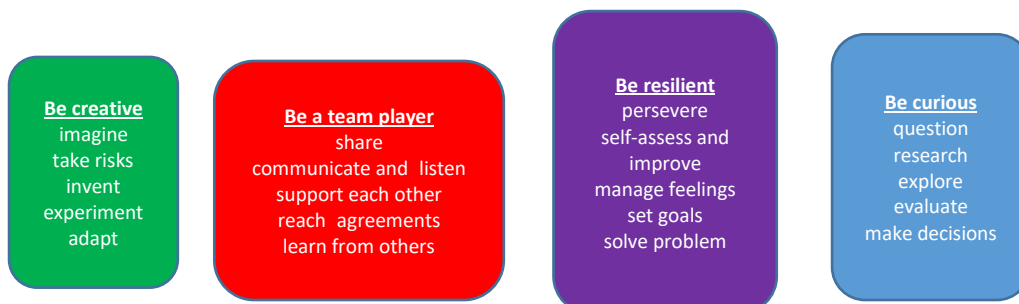 Be creative
imagine
take risks
invent
experiment
adapt
Be a team player
share
communicate and  listen
support each other
reach  agreements
learn from others
Be resilient
persevere
self-assess and
improve
manage feelings
set goals
solve problem
Be curious
question
research
explore
evaluate
make decisions